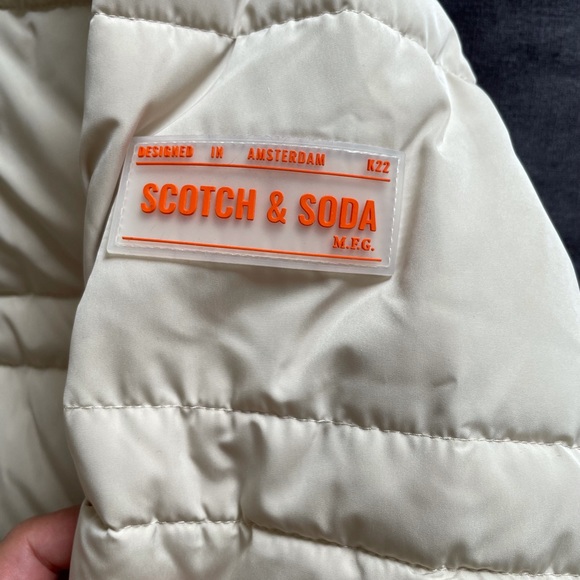 DESIGNED IN AMSTERDAM K22
SCOTCH & SODA
M.F.G.